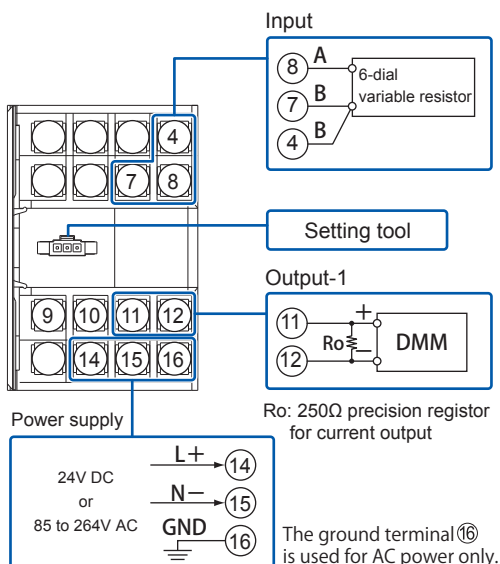 Input
8 A
7 B
4 B
6-dial
variable resistor
4
7 8
Setting tool
Output-1
9 10 11 12
14 15 16
11 +
Ro
12 −
DMM
Ro: 250Ω precision registor
for current output
Power supply
24V DC
or
85 to 264V AC
L+ 14
N− 15
GND 16
The ground terminal⑯
is used for AC power only.